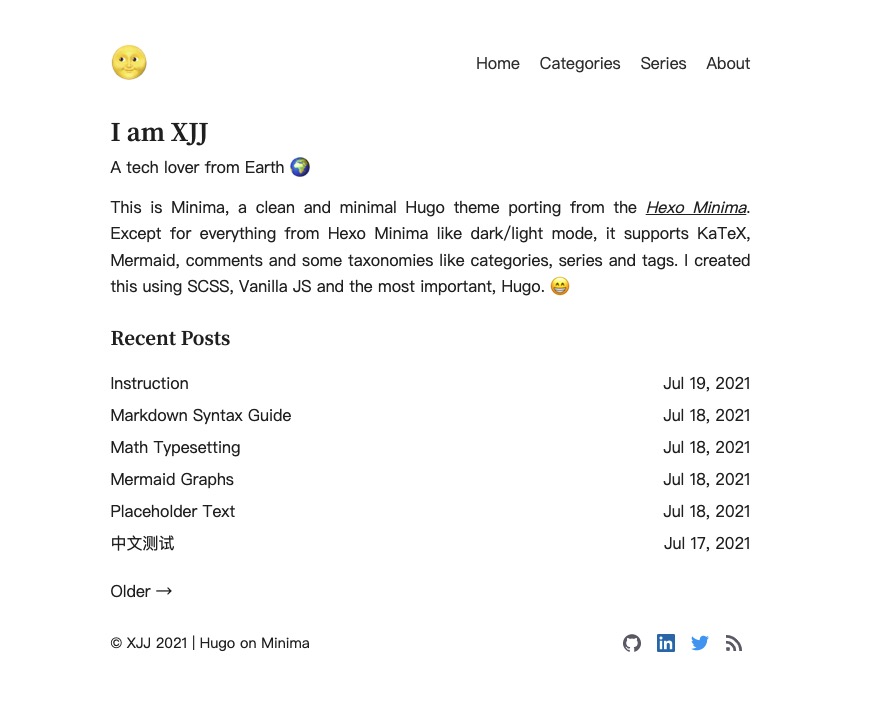 Home Categories Series About
I am XJJ
A tech lover from Earth 🌍
This is Minima, a clean and minimal Hugo theme porting from the Hexo Minima.
Except for everything from Hexo Minima like dark/light mode, it supports KaTeX,
Mermaid, comments and some taxonomies like categories, series and tags. I created
this using SCSS, Vanilla JS and the most important, Hugo. 😁
Recent Posts
Instruction Jul 19, 2021
Markdown Syntax Guide Jul 18, 2021
Math Typesetting Jul 18, 2021
Mermaid Graphs Jul 18, 2021
Placeholder Text Jul 18, 2021
中文测试 Jul 17, 2021
Older →
© XJJ 2021 | Hugo on Minima